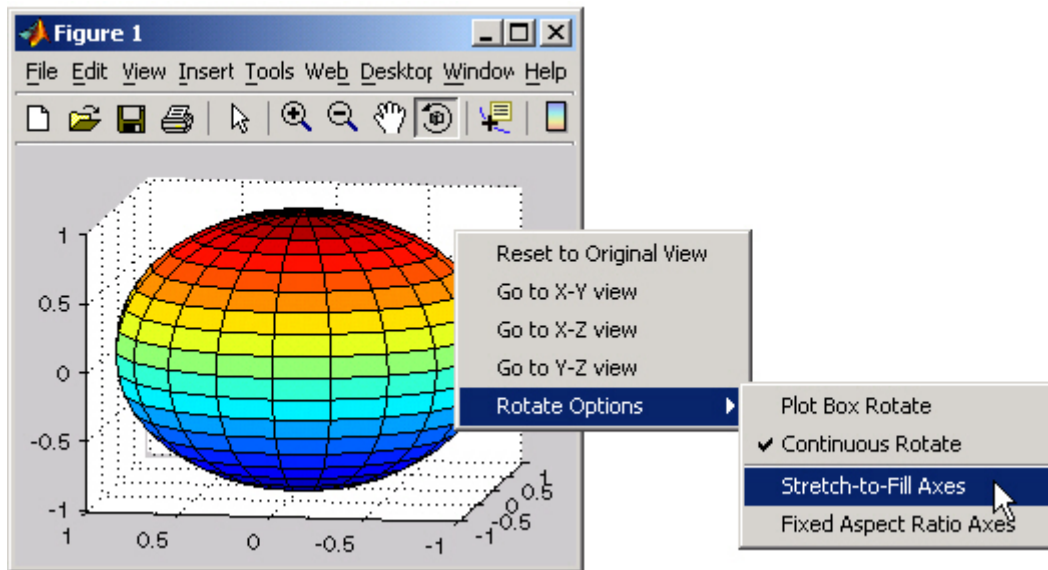 Figure 1
File Edit View Insert Tools Web Desktop Window Help
1
0.5
0
-0.5
-1
1 0.5 0 -0.5 -1
-1 -0.5 0 0.5 1
Reset to Original View
Go to X-Y view
Go to X-Z view
Go to Y-Z view
Rotate Options
Plot Box Rotate
Continuous Rotate
Stretch-to-Fill Axes
Fixed Aspect Ratio Axes